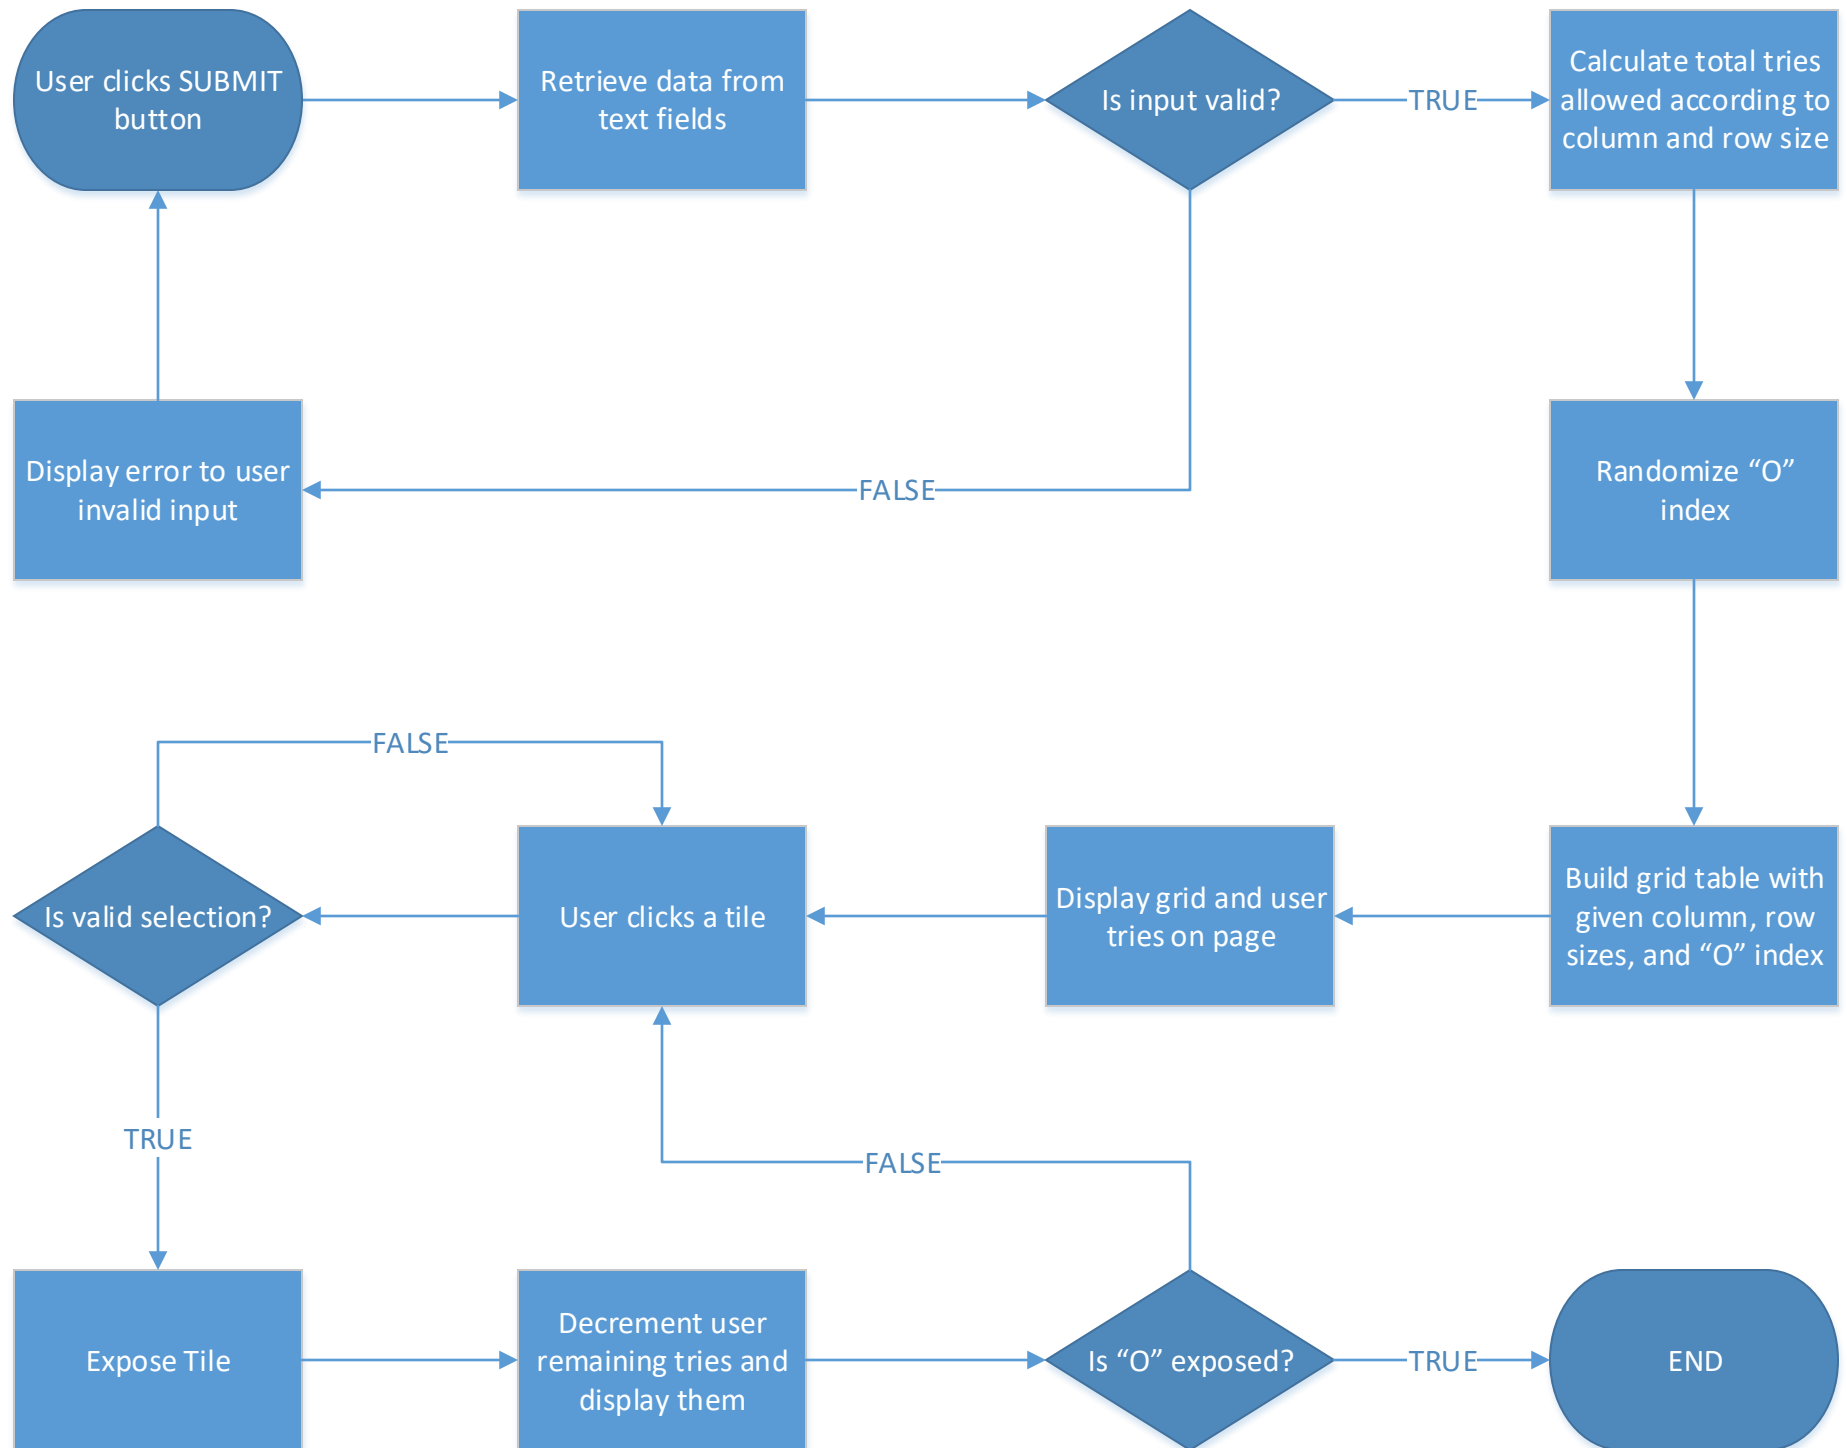 User clicks SUBMIT
button
Retrieve data from
text fields
Is input valid?
TRUE
Calculate total tries
allowed according to
column and row size
Display error to user
invalid input
FALSE
Randomize “O”
index
FALSE
Is valid selection?
User clicks a tile
Display grid and user
tries on page
Build grid table with
given column, row
sizes, and “O” index
TRUE
FALSE
Expose Tile
Decrement user
remaining tries and
display them
Is “O” exposed?
TRUE
END